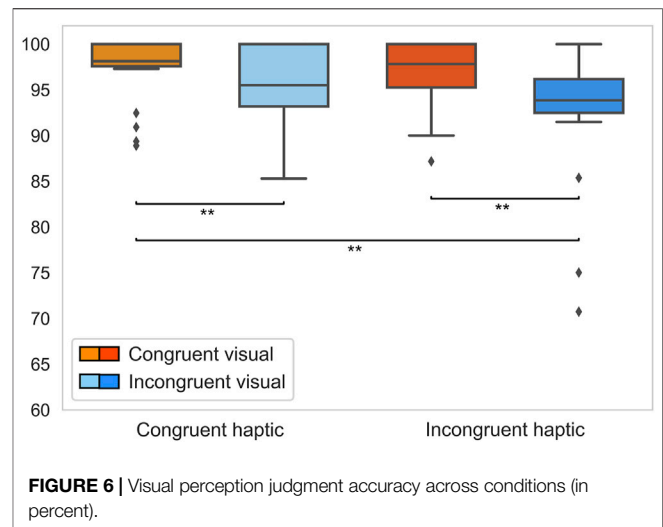 100
95
90
85
**
**
80
**
75
70
65
60
Congruent visual
Incongruent visual
Congruent haptic
Incongruent haptic
FIGURE 6 | Visual perception judgment accuracy across conditions (in
percent).